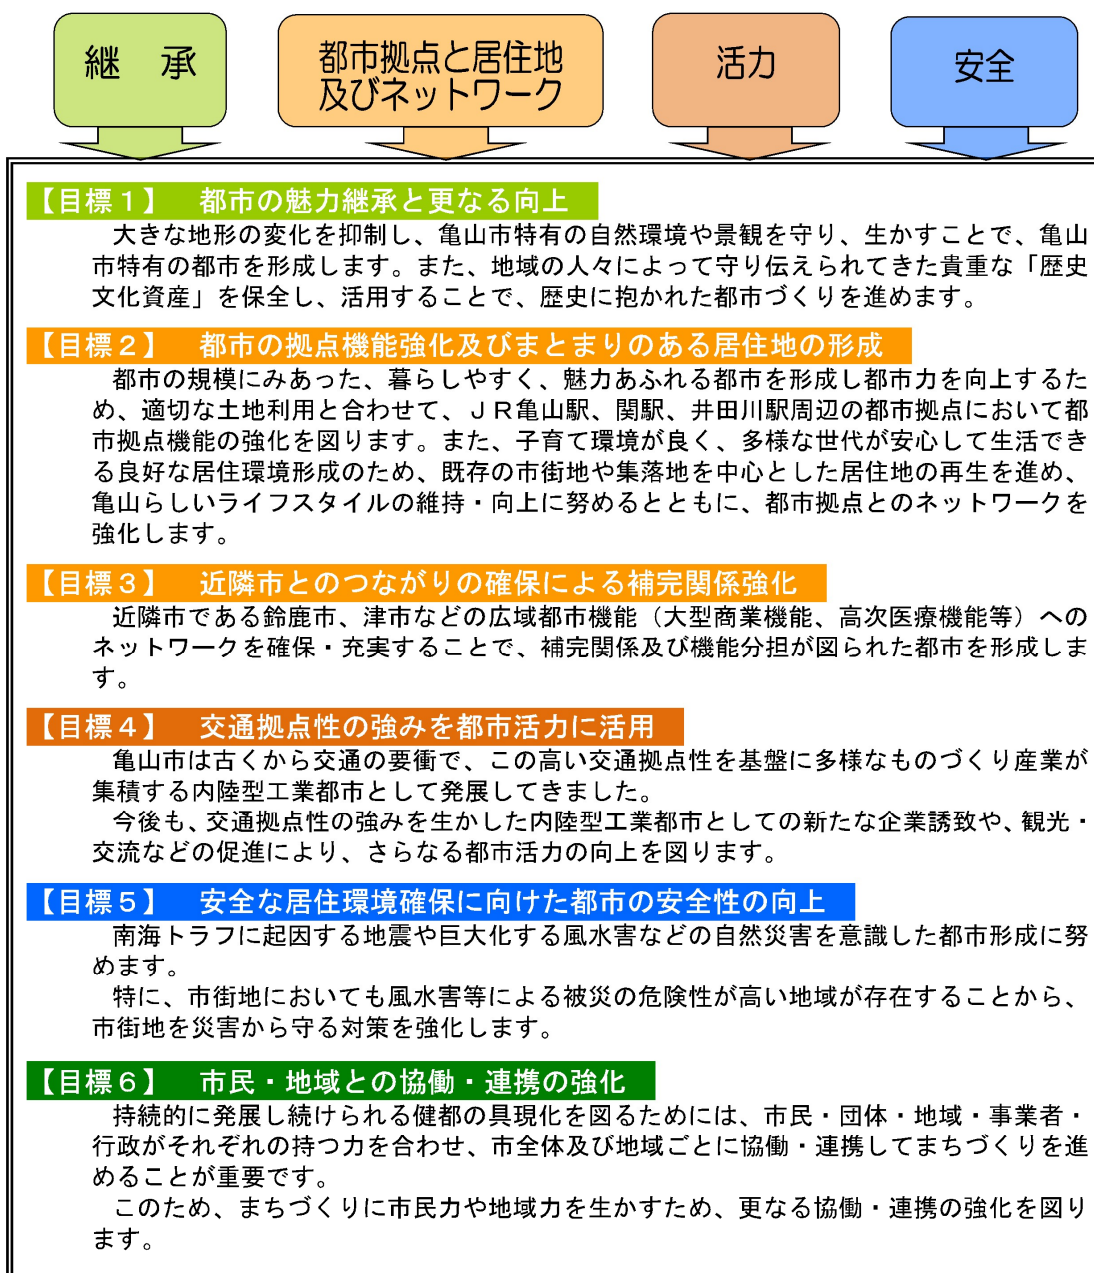 継　承
都市拠点と居住地
及びネットワーク
活力
安全
【目標１】　都市の魅力継承と更なる向上
大きな地形の変化を抑制し、亀山市特有の自然環境や景観を守り、生かすことで、亀山
市特有の都市を形成します。また、地域の人々によって守り伝えられてきた貴重な「歴史
文化資産」を保全し、活用することで、歴史に抱かれた都市づくりを進めます。
【目標２】　都市の拠点機能強化及びまとまりのある居住地の形成
都市の規模にみあった、暮らしやすく、魅力あふれる都市を形成し都市力を向上するた
め、適切な土地利用と合わせて、ＪＲ亀山駅、関駅、井田川駅周辺の都市拠点において都
市拠点機能の強化を図ります。また、子育て環境が良く、多様な世代が安心して生活でき
る良好な居住環境形成のため、既存の市街地や集落地を中心とした居住地の再生を進め、
亀山らしいライフスタイルの維持・向上に努めるとともに、都市拠点とのネットワークを
強化します。
【目標３】　近隣市とのつながりの確保による補完関係強化
近隣市である鈴鹿市、津市などの広域都市機能（大型商業機能、高次医療機能等）への
ネットワークを確保・充実することで、補完関係及び機能分担が図られた都市を形成しま
す。
【目標４】　交通拠点性の強みを都市活力に活用
亀山市は古くから交通の要衝で、この高い交通拠点性を基盤に多様なものづくり産業が
集積する内陸型工業都市として発展してきました。
今後も、交通拠点性の強みを生かした内陸型工業都市としての新たな企業誘致や、観光・
交流などの促進により、さらなる都市活力の向上を図ります。
【目標５】　安全な居住環境確保に向けた都市の安全性の向上
南海トラフに起因する地震や巨大化する風水害などの自然災害を意識した都市形成に努
めます。
特に、市街地においても風水害等による被災の危険性が高い地域が存在することから、
市街地を災害から守る対策を強化します。
【目標６】　市民・地域との協働・連携の強化
持続的に発展し続けられる健都の具現化を図るためには、市民・団体・地域・事業者・
行政がそれぞれの持つ力を合わせ、市全体及び地域ごとに協働・連携してまちづくりを進
めることが重要です。
このため、まちづくりに市民力や地域力を生かすため、更なる協働・連携の強化を図り
ます。